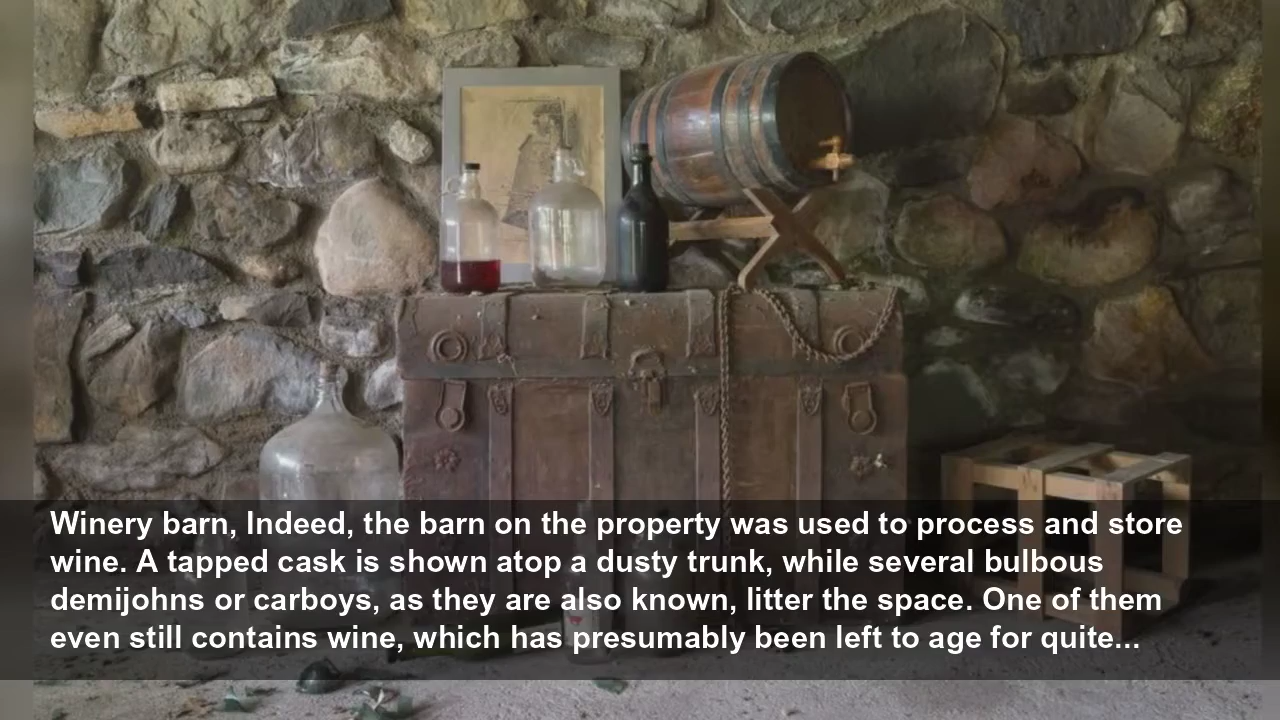 Winery barn, Indeed, the barn on the property was used to process and store
wine. A tapped cask is shown atop a dusty trunk, while several bulbous
demijohns or carboys, as they are also known, litter the space. One of them
even still contains wine, which has presumably been left to age for quite...